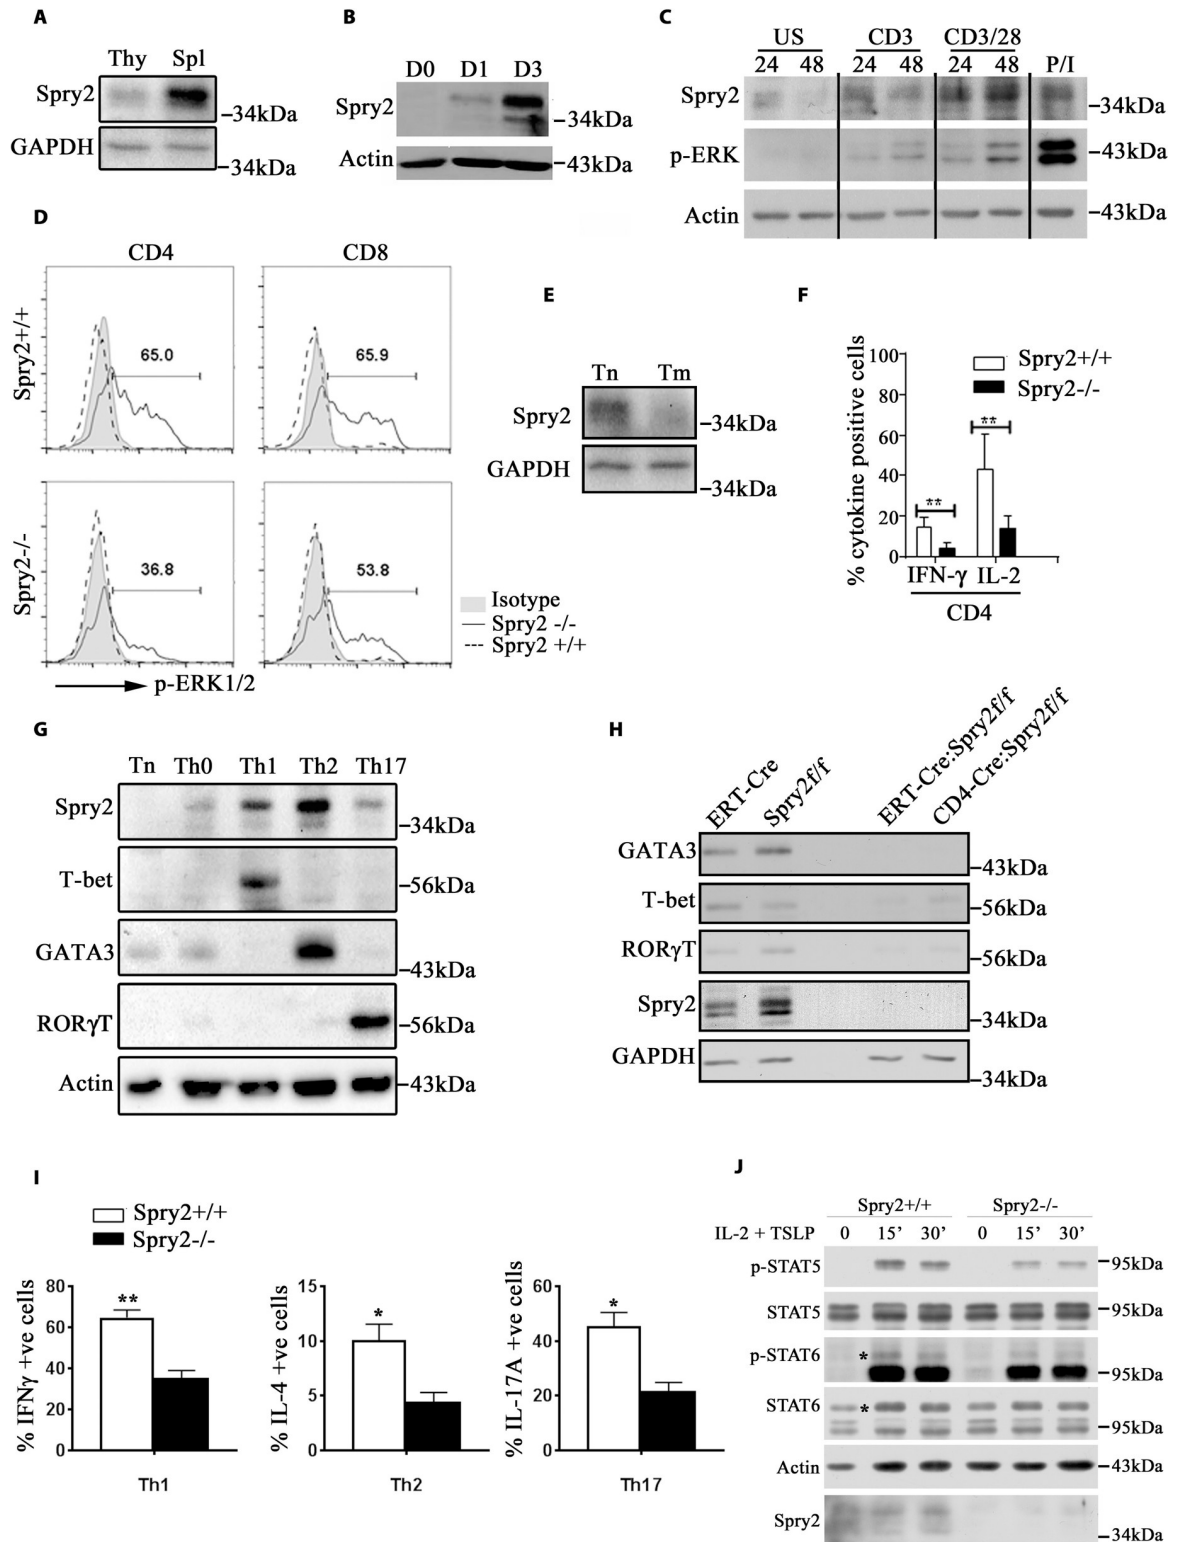 A
Thy Spl
Spry2
–34kDa
GAPDH
–34kDa
B
D0 D1 D3
Spry2
–34kDa
Actin
–43kDa
C
US CD3 CD3/28
24 48 24 48 24 48 P/I
Spry2
–34kDa
p-ERK
–43kDa
Actin
–43kDa
D
CD4 CD8
Spry2+/+
65.0
65.9
Spry2-/-
36.8
53.8
Isotype
Spry2 -/-
Spry2 +/+
p-ERK1/2
E
Tn Tm
Spry2
–34kDa
GAPDH
–34kDa
F
% cytokine positive cells
100
80
60
40
20
0
Spry2+/+
Spry2-/-
**
**
IFN-γ IL-2
CD4
G
Tn Th0 Th1 Th2 Th17
Spry2
–34kDa
T-bet
–56kDa
GATA3
–43kDa
RORγT
–56kDa
Actin
–43kDa
H
ERT-Cre
Spry2f/f
ERT-Cre:Spry2f/f
CD4-Cre:Spry2f/f
GATA3
–43kDa
T-bet
–56kDa
RORγT
–56kDa
Spry2
–34kDa
GAPDH
–34kDa
I
Spry2+/+
Spry2-/-
% IFNγ +ve cells
80
60
40
20
0
**
Th1
% IL-4 +ve cells
15
10
5
0
*
Th2
% IL-17A +ve cells
60
40
20
0
*
Th17
J
Spry2+/+ Spry2-/-
IL-2 + TSLP 0 15’ 30’ 0 15’ 30’
p-STAT5
–95kDa
STAT5
–95kDa
p-STAT6
*
–95kDa
STAT6
*
–95kDa
Actin
–43kDa
Spry2
–34kDa